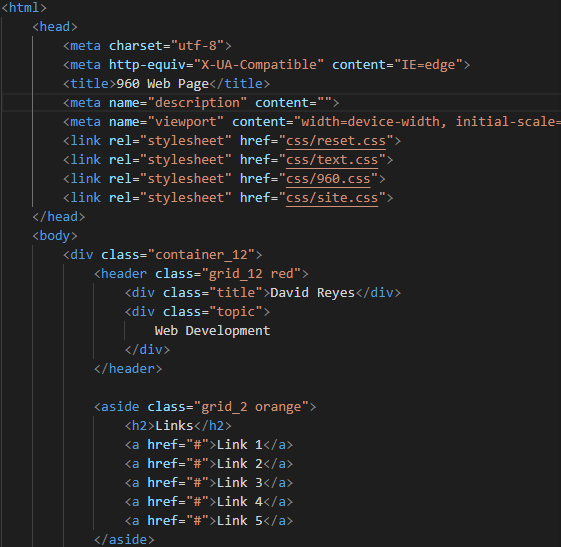 <html>
<head>
<meta charset="utf-8">
<meta http-equiv="X-UA-Compatible" content="IE=edge">
<title>960 Web Page</title>
<meta name="description" content="">
<meta name="viewport" content="width=device-width, initial-scale=
<link rel="stylesheet" href="css/reset.css">
<link rel="stylesheet" href="css/text.css">
<link rel="stylesheet" href="css/960.css">
<link rel="stylesheet" href="css/site.css">
</head>
<body>
<div class="container_12">
<header class="grid_12 red">
<div class="title">David Reyes</div>
<div class="topic">
Web Development
</div>
</header>
<aside class="grid_2 orange">
<h2>Links</h2>
<a href="#">Link 1</a>
<a href="#">Link 2</a>
<a href="#">Link 3</a>
<a href="#">Link 4</a>
<a href="#">Link 5</a>
</aside>